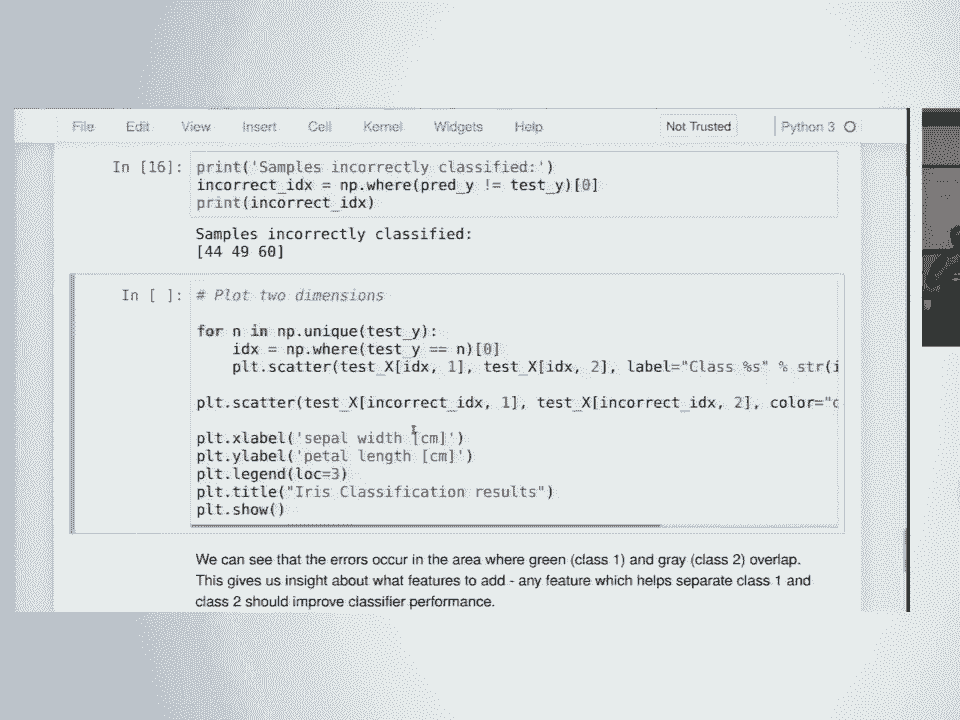 File Edit View Insert Cell Kernel Widgets Help Not Trusted Python 3
In [16]: print('Samples incorrectly classified:')
incorrect_idx = np.where(pred_y != test_y)[0]
print(incorrect_idx)
Samples incorrectly classified:
[44 49 60]
In [ ]: # Plot two dimensions
for n in np.unique(test_y):
idx = np.where(test_y == n)[0]
plt.scatter(test_X[idx, 1], test_X[idx, 2], label="Class %s" % str(i
plt.scatter(test_X[incorrect_idx, 1], test_X[incorrect_idx, 2], color="
plt.xlabel('sepal width [cm]')
plt.ylabel('petal length [cm]')
plt.legend(loc=3)
plt.title("Iris Classification results")
plt.show()
We can see that the errors occur in the area where green (class 1) and gray (class 2) overlap.
This gives us insight about what features to add - any feature which helps separate class 1 and
class 2 should improve classifier performance.